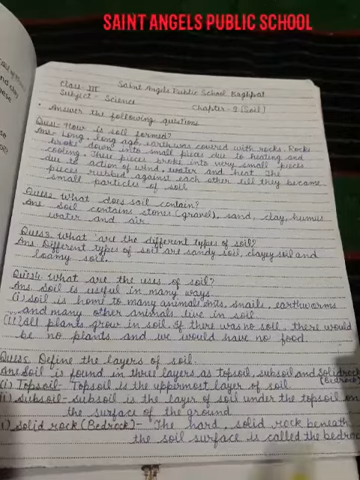 SAINT ANGELS PUBLIC SCHOOL
Class-III Saint Angels Public School Baghpat
Subject - Science Chapter-9 (Soil)
Answer the following questions
Ques1- How is soil formed?
Ans- Long, long ago, earth was covered with rocks. Rocks
broke down into small pieces due to heating and
cooling. These pieces broke into very small pieces
due to action of wind, water and heat. The
pieces rubbed against each other till they became
small particles of soil
Ques2 What does soil contain?
Ans Soil contains stones (gravel), sand, clay, humus
water and air.
Ques3 What are the different types of soil?
Ans Different types of soil are sandy soil, clayey soil and
loamy soil.
Ques4 What are the uses of soil?
Ans Soil is useful in many ways.
(i) Soil is home to many animals. Ants, snails, earthworms
and many other animals live in soil.
(ii) All plants grow in soil. If there was no soil, there would
be no plants and we would have no food
Ques5 Define the layers of soil.
Ans Soil is found in three layers as topsoil, subsoil and solid rock
(Bedrock)
(i) Topsoil- Topsoil is the uppermost layer of soil
ii) Subsoil- Subsoil is the layer of soil under the topsoil on
the surface of the ground
i) Solid rock (Bedrock)- The hard, solid rock beneath
the soil surface is called the bedroc